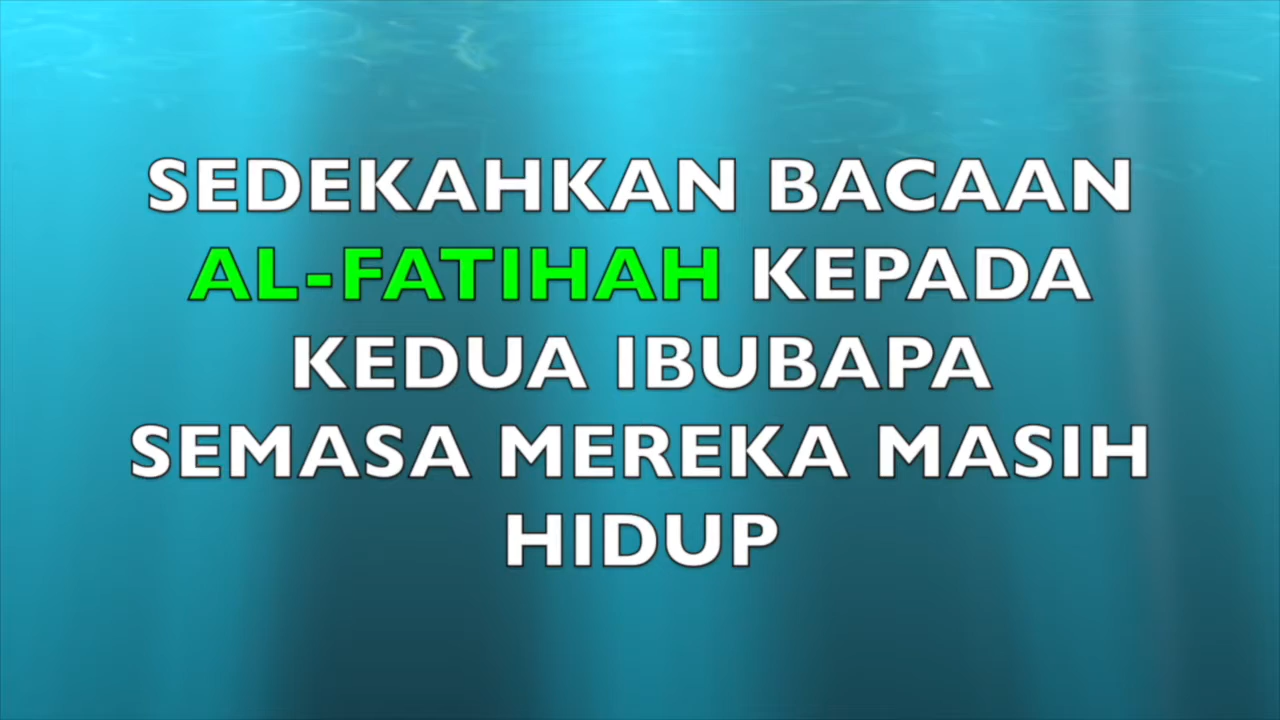 SEDEKAHKAN BACAAN
AL-FATIHAH KEPADA
KEDUA IBUBAPA
SEMASA MEREKA MASIH
HIDUP